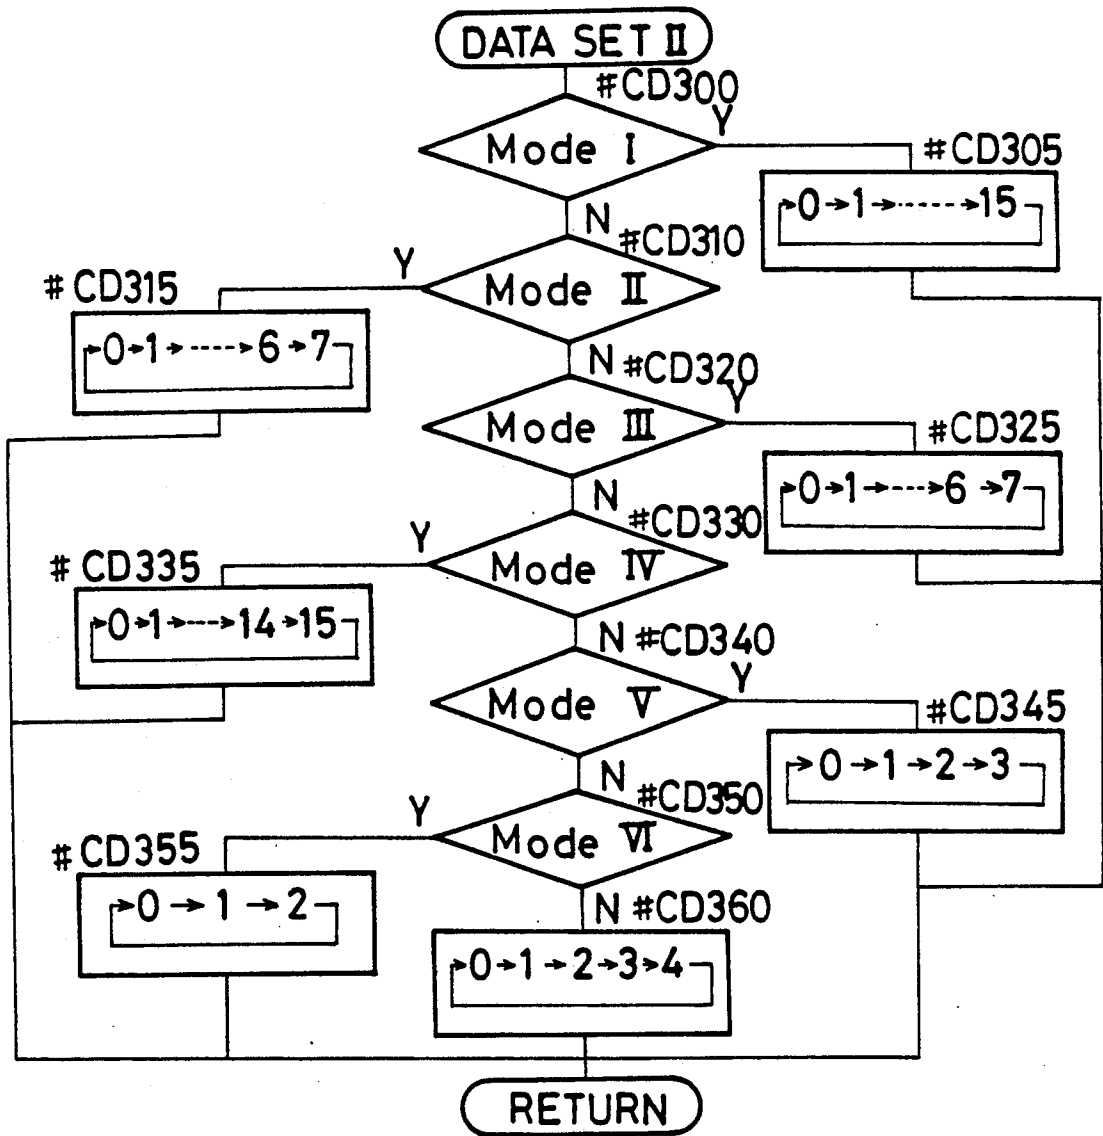 DATA SET II
#CD300
Y
Mode I
#CD305
0→1→-----→15
N
#CD310
Y
Mode II
#CD315
0→1→-----→6→7
N
#CD320
Y
Mode III
#CD325
0→1→----→6→7
N
#CD330
Y
Mode IV
#CD335
0→1→----→14→15
N
#CD340
Y
Mode V
#CD345
0→1→2→3
N
#CD350
Y
Mode VI
#CD355
0→1→2
N
#CD360
0→1→2→3→4
RETURN